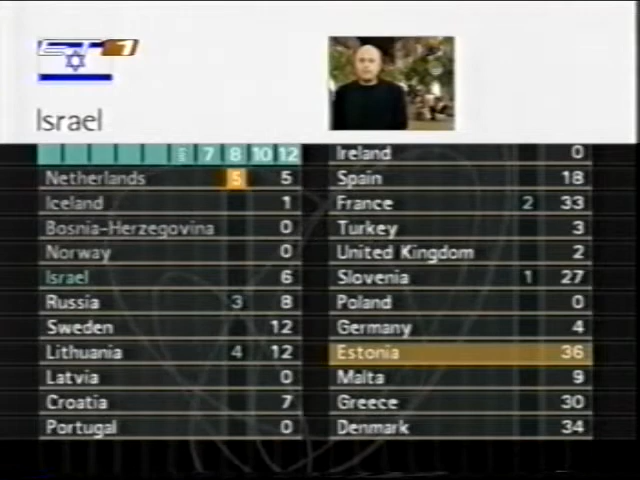 ET 1
Israel
7 8 10 12
Netherlands 5 5
Iceland 1
Bosnia-Herzegovina 0
Norway 0
Israel 6
Russia 3 8
Sweden 12
Lithuania 4 12
Latvia 0
Croatia 7
Portugal 0
Ireland 0
Spain 18
France 2 33
Turkey 3
United Kingdom 2
Slovenia 1 27
Poland 0
Germany 4
Estonia 36
Malta 9
Greece 30
Denmark 34